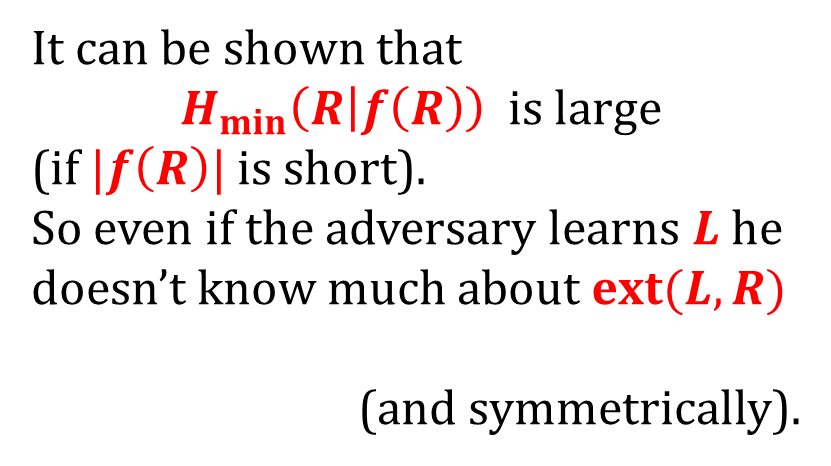 It can be shown that
H_min(R|f(R)) is large
(if |f(R)| is short).
So even if the adversary learns L he
doesn’t know much about ext(L, R)
(and symmetrically).